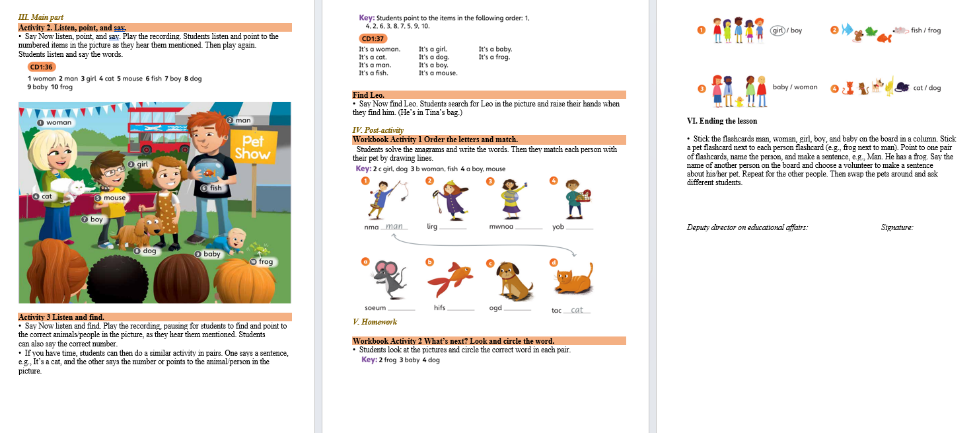 III. Main part
Activity 2. Listen, point, and say.
• Say Now listen, point, and say. Play the recording. Students listen and point to the
numbered items in the picture as they hear them mentioned. Then play again.
Students listen and say the words.
CD1:36
1 woman 2 man 3 girl 4 cat 5 mouse 6 fish 7 boy 8 dog
9 baby 10 frog
1 woman
2 man
Pet
Show
3 girl
6 fish
4 cat
5 mouse
7 boy
8 dog
9 baby
10 frog
Activity 3 Listen and find.
• Say Now listen and find. Play the recording, pausing for students to find and point to
the correct animals/people in the picture, as they hear them mentioned. Students
can also say the correct number.
• If you have time, students can then do a similar activity in pairs. One says a sentence,
e.g., It's a cat, and the other says the number or points to the animal/person in the
picture.
Key: Students point to the items in the following order: 1,
4, 2, 6, 3, 8, 7, 5, 9, 10.
CD1:37
It's a woman. It's a girl. It's a baby.
It's a cat. It's a dog. It's a frog.
It's a man. It's a boy.
It's a fish. It's a mouse.
Find Leo.
• Say Now find Leo. Students search for Leo in the picture and raise their hands when
they find him. (He's in Tina's bag.)
IV. Post-activity
Workbook Activity 1 Order the letters and match.
Students solve the anagrams and write the words. Then they match each person with
their pet by drawing lines.
Key: 2 c girl, dog 3 b woman, fish 4 a boy, mouse
1 2 3 4
nma man lirg mwnoa yob
a b c d
soeum hifs ogd tac cat
V. Homework
Workbook Activity 2 What's next? Look and circle the word.
• Students look at the pictures and circle the correct word in each pair.
Key: 2 frog 3 baby 4 dog
1 girl / boy 2 fish / frog
3 baby / woman 4 cat / dog
VI. Ending the lesson
• Stick the flashcards man, woman, girl, boy, and baby on the board in a column. Stick
a pet flashcard next to each person flashcard (e.g., frog next to man). Point to one pair
of flashcards, name the person, and make a sentence, e.g., Man. He has a frog. Say the
name of another person on the board and choose a volunteer to make a sentence
about his/her pet. Repeat for the other people. Then swap the pets around and ask
different students.
Deputy director on educational affairs: Signature: